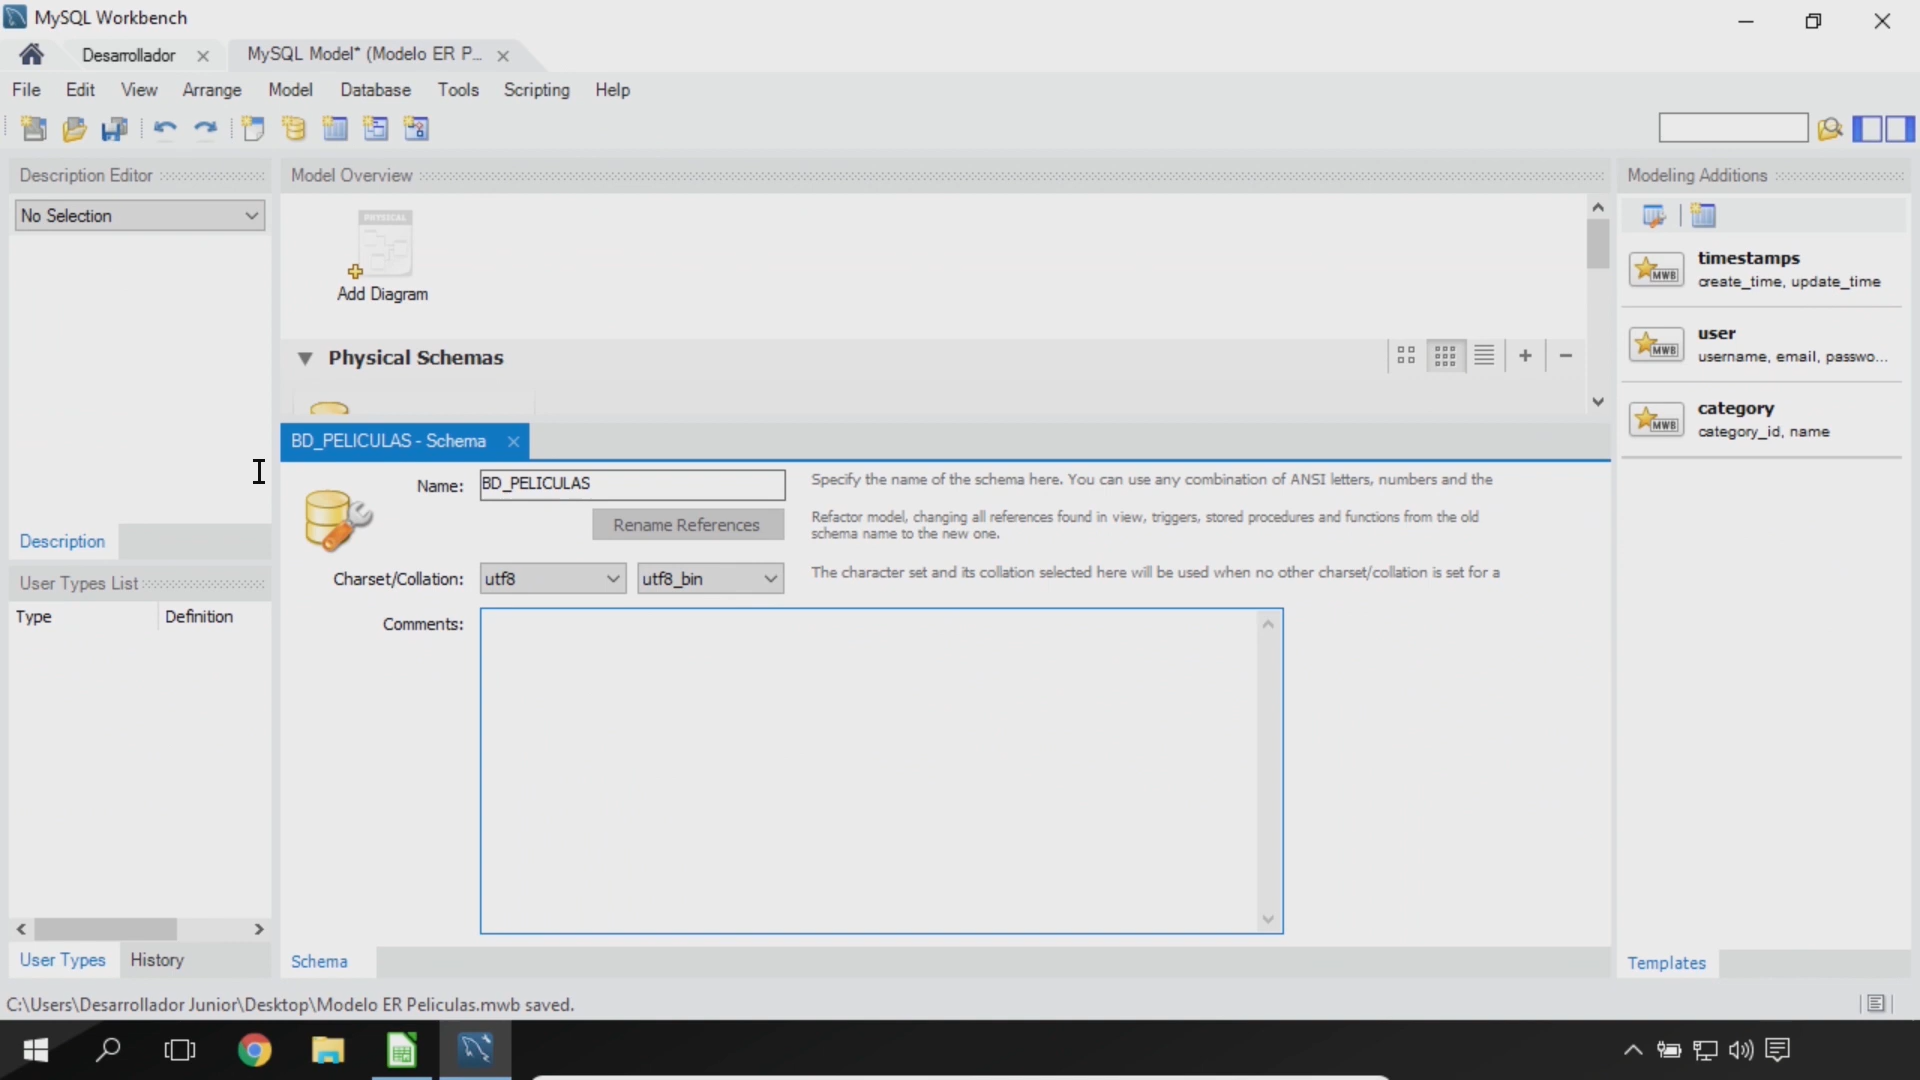 MySQL Workbench
Desarrollador
MySQL Model* (Modelo ER P...
File Edit View Arrange Model Database Tools Scripting Help
Description Editor
Model Overview
Modeling Additions
No Selection
PHYSICAL
Add Diagram
timestamps
create_time, update_time
user
username, email, passwo...
category
category_id, name
Physical Schemas
BD_PELICULAS - Schema
Name: BD_PELICULAS
Specify the name of the schema here. You can use any combination of ANSI letters, numbers and the
Rename References
Refactor model, changing all references found in view, triggers, stored procedures and functions from the old
schema name to the new one.
Charset/Collation: utf8 utf8_bin
The character set and its collation selected here will be used when no other charset/collation is set for a
Comments:
Description
User Types List
Type Definition
User Types History
Schema
Templates
C:\Users\Desarrollador Junior\Desktop\Modelo ER Peliculas.mwb saved.
MWB
MWB
MWB